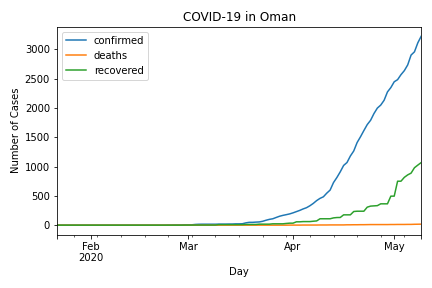 COVID-19 in Oman
confirmed
deaths
recovered
Number of Cases
3000
2500
2000
1500
1000
500
0
Feb
2020
Mar
Apr
May
Day